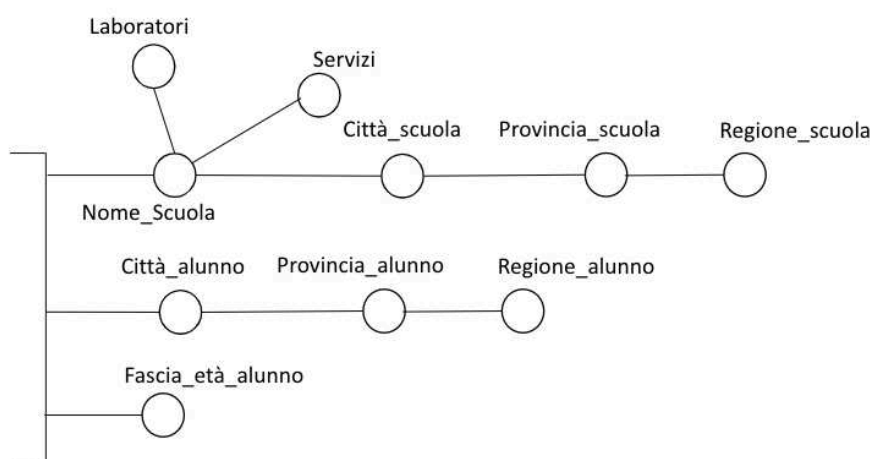 Laboratori
Servizi
Città_scuola
Provincia_scuola
Regione_scuola
Nome_Scuola
Città_alunno
Provincia_alunno
Regione_alunno
Fascia_età_alunno